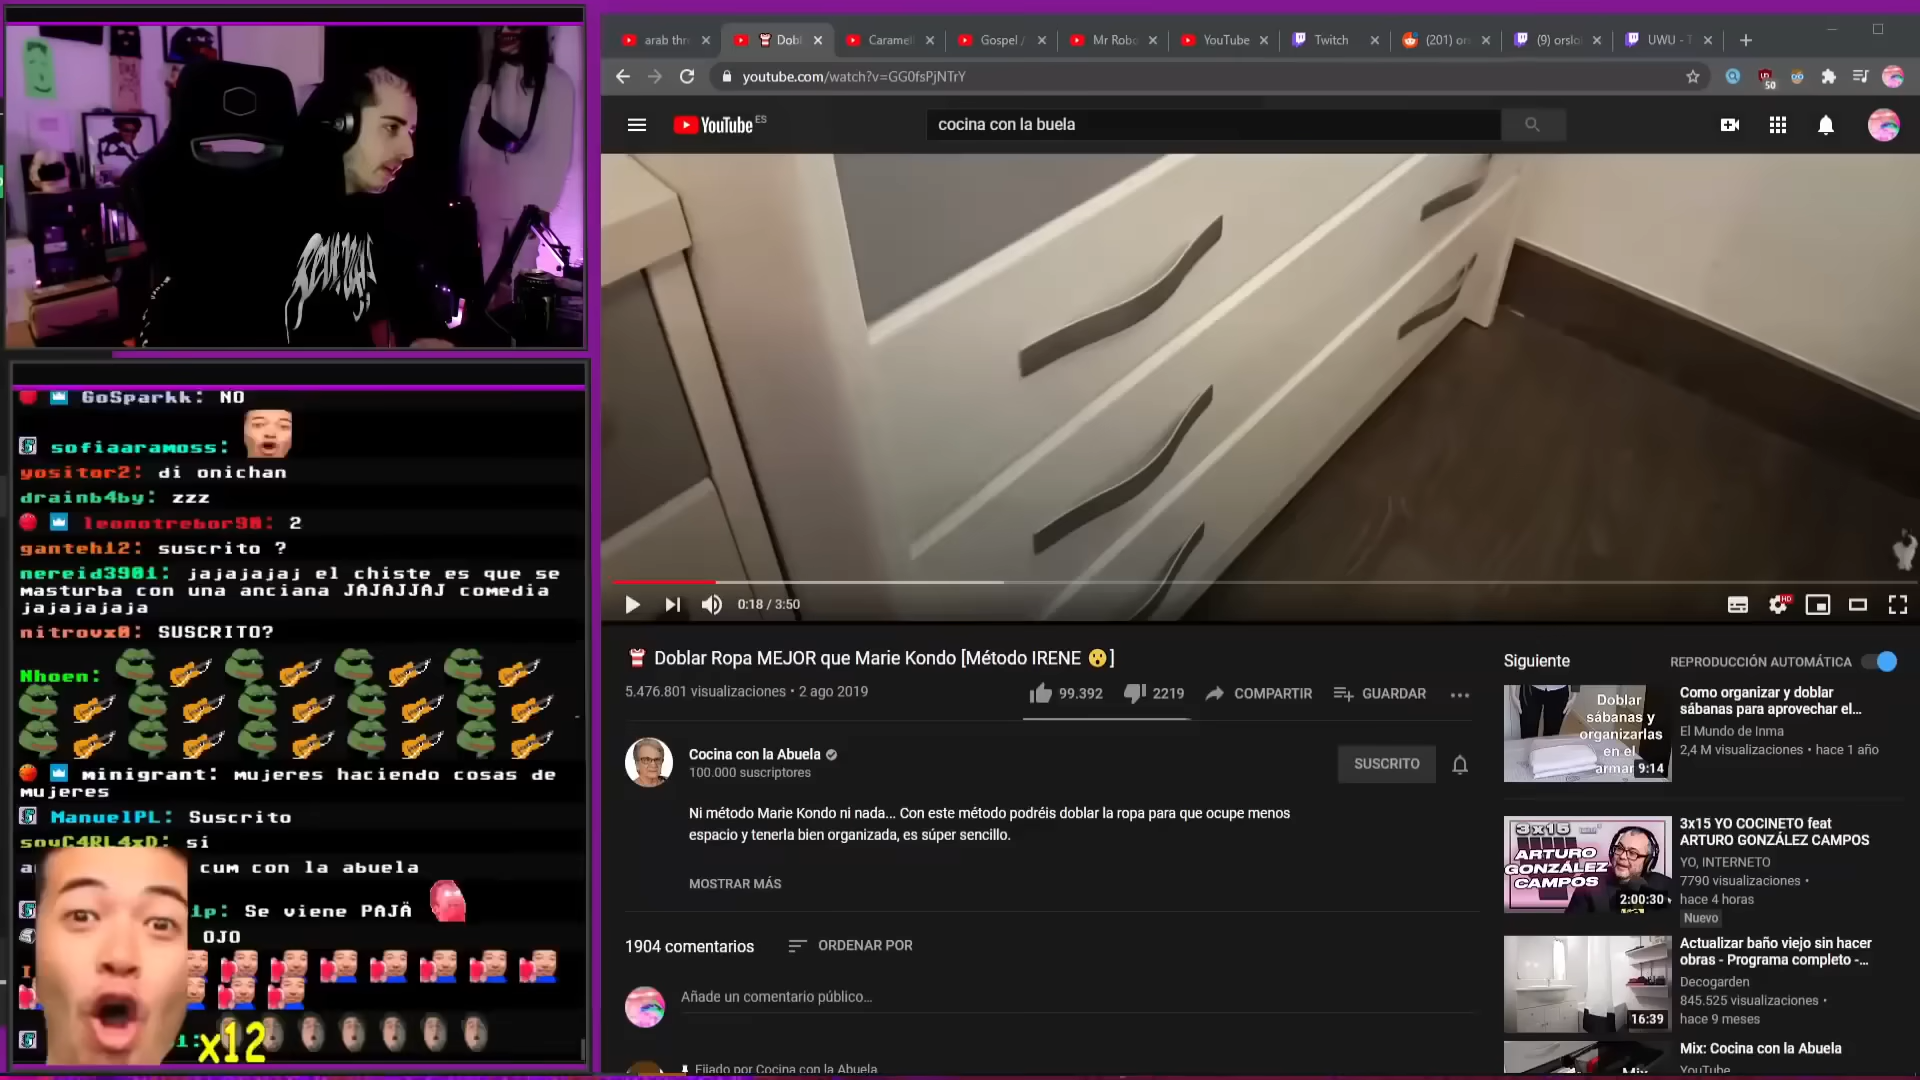 GoSparkk: NO
sofiaaramoss:
yositor2: di onichan
drainb4by: zzz
leonotrebor90: 2
ganteh12: suscrito ?
nereid3901: jajajajaj el chiste es que se
masturba con una anciana JAJAJJAJ comedia
jajajajaja
nitrovx0: SUSCRITO?
Nhoen:
minigrant: mujeres haciendo cosas de
mujeres
ManuelPL: Suscrito
soyC4RL4xD: si
cum con la abuela
lp: Se viene PAJÄ
OJO
x12
arab thr
Dobl
Caramel
Gospel /
Mr Robo
YouTube
Twitch
(201) or
(9) orslo
UWU - T
youtube.com/watch?v=GG0fsPjNTrY
50
YouTube ES
cocina con la buela
0:18 / 3:50
HD
Doblar Ropa MEJOR que Marie Kondo [Método IRENE 😮]
5.476.801 visualizaciones • 2 ago 2019
99.392
2219
COMPARTIR
GUARDAR
Cocina con la Abuela
100.000 suscriptores
SUSCRITO
Ni método Marie Kondo ni nada... Con este método podréis doblar la ropa para que ocupe menos
espacio y tenerla bien organizada, es súper sencillo.
MOSTRAR MÁS
1904 comentarios
ORDENAR POR
Añade un comentario público...
Fijado por Cocina con la Abuela
Siguiente
REPRODUCCIÓN AUTOMÁTICA
Doblar
sábanas y
organizarlas
en el
armar
9:14
Como organizar y doblar
sábanas para aprovechar el...
El Mundo de Inma
2,4 M visualizaciones • hace 1 año
3x15
ARTURO
GONZÁLEZ
CAMPOS
2:00:30
3x15 YO COCINETO feat
ARTURO GONZÁLEZ CAMPOS
YO, INTERNETO
7790 visualizaciones •
hace 4 horas
Nuevo
16:39
Actualizar baño viejo sin hacer
obras - Programa completo -...
Decogarden
845.525 visualizaciones •
hace 9 meses
Mix: Cocina con la Abuela
YouTube